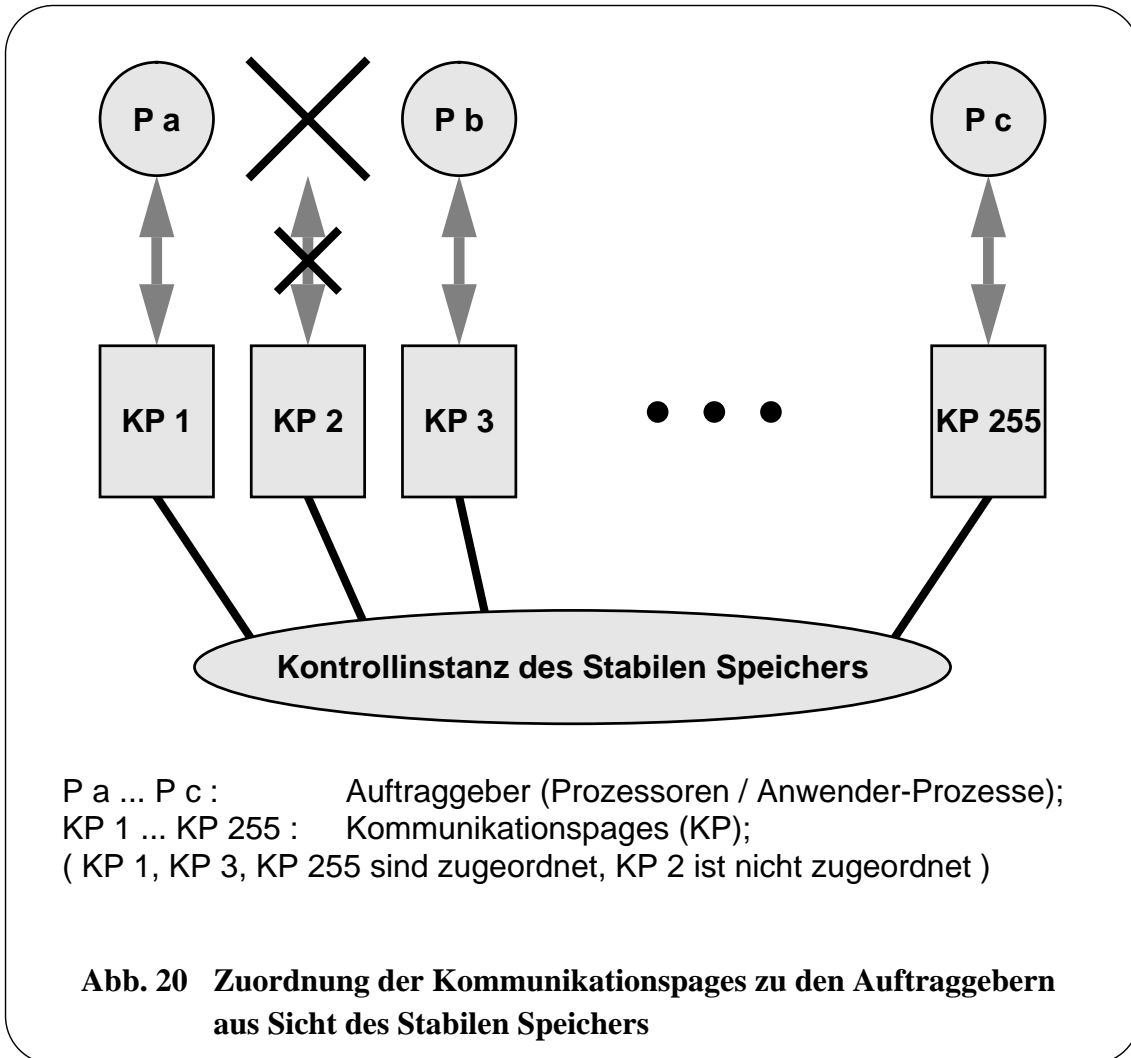 P a
P b
P c
KP 1
KP 2
KP 3
KP 255
Kontrollinstanz des Stabilen Speichers
P a ... P c : Auftraggeber (Prozessoren / Anwender-Prozesse);
KP 1 ... KP 255 : Kommunikationspages (KP);
( KP 1, KP 3, KP 255 sind zugeordnet, KP 2 ist nicht zugeordnet )
Abb. 20 Zuordnung der Kommunikationspages zu den Auftraggebern
aus Sicht des Stabilen Speichers